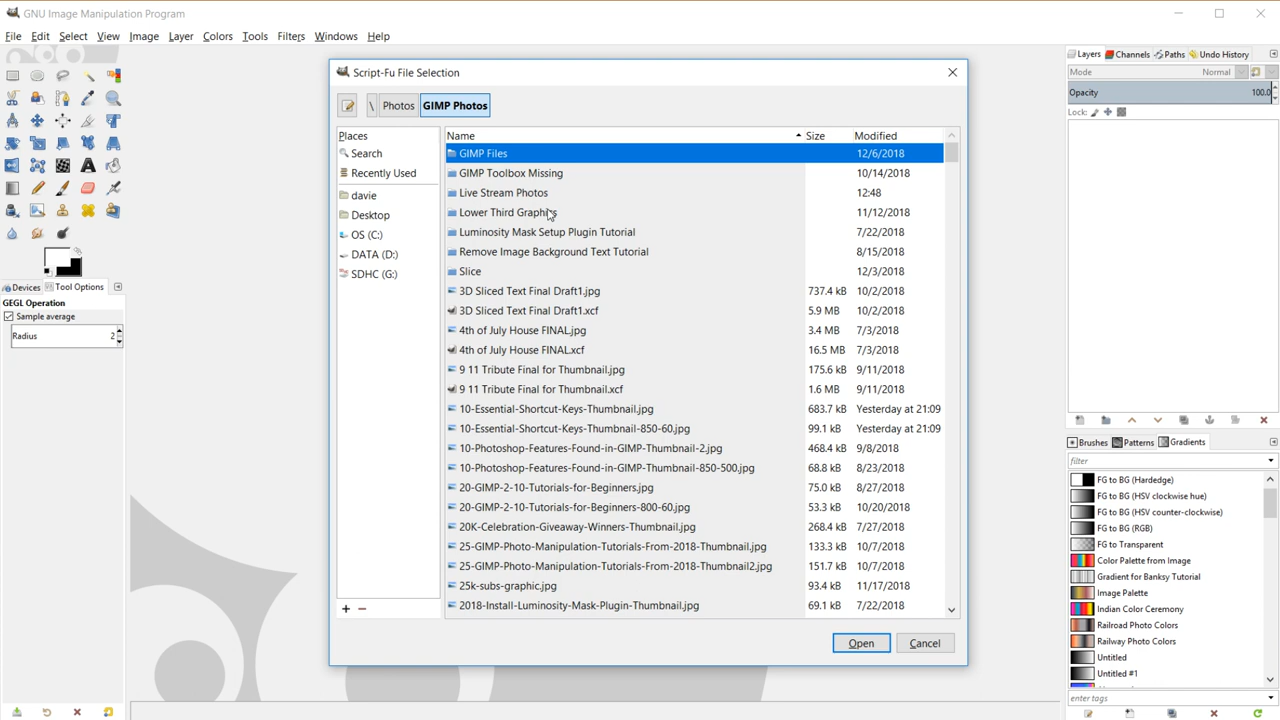 GNU Image Manipulation Program
File Edit Select View Image Layer Colors Tools Filters Windows Help
Script-Fu File Selection
\ Photos GIMP Photos
Places
Search
Recently Used
davie
Desktop
OS (C:)
DATA (D:)
SDHC (G:)
Name Size Modified
GIMP Files 12/6/2018
GIMP Toolbox Missing 10/14/2018
Live Stream Photos 12:48
Lower Third Graphics 11/12/2018
Luminosity Mask Setup Plugin Tutorial 7/22/2018
Remove Image Background Text Tutorial 8/15/2018
Slice 12/3/2018
3D Sliced Text Final Draft1.jpg 737.4 kB 10/2/2018
3D Sliced Text Final Draft1.xcf 5.9 MB 10/2/2018
4th of July House FINAL.jpg 3.4 MB 7/3/2018
4th of July House FINAL.xcf 16.5 MB 7/3/2018
9 11 Tribute Final for Thumbnail.jpg 175.6 kB 9/11/2018
9 11 Tribute Final for Thumbnail.xcf 1.6 MB 9/11/2018
10-Essential-Shortcut-Keys-Thumbnail.jpg 683.7 kB Yesterday at 21:09
10-Essential-Shortcut-Keys-Thumbnail-850-60.jpg 99.1 kB Yesterday at 21:09
10-Photoshop-Features-Found-in-GIMP-Thumbnail-2.jpg 468.4 kB 9/8/2018
10-Photoshop-Features-Found-in-GIMP-Thumbnail-850-500.jpg 66.8 kB 8/23/2018
20-GIMP-2-10-Tutorials-for-Beginners.jpg 75.0 kB 8/27/2018
20-GIMP-2-10-Tutorials-for-Beginners-800-60.jpg 53.3 kB 10/20/2018
20K-Celebration-Giveaway-Winners-Thumbnail.jpg 268.4 kB 7/27/2018
25-GIMP-Photo-Manipulation-Tutorials-From-2018-Thumbnail.jpg 133.3 kB 10/7/2018
25-GIMP-Photo-Manipulation-Tutorials-From-2018-Thumbnail2.jpg 151.7 kB 10/7/2018
25k-subs-graphic.jpg 93.4 kB 11/17/2018
2018-Install-Luminosity-Mask-Plugin-Thumbnail.jpg 69.1 kB 7/22/2018
Open Cancel
Devices Tool Options
GEGL Operation
Sample average
Radius 2
Layers Channels Paths Undo History
Mode Normal
Opacity 100.0
Lock:
Brushes Patterns Gradients
filter
FG to BG (Hardedge)
FG to BG (HSV clockwise hue)
FG to BG (HSV counter-clockwise)
FG to BG (RGB)
FG to Transparent
Color Palette from Image
Gradient for Banksy Tutorial
Image Palette
Indian Color Ceremony
Railroad Photo Colors
Railway Photo Colors
Untitled
Untitled #1
enter tags